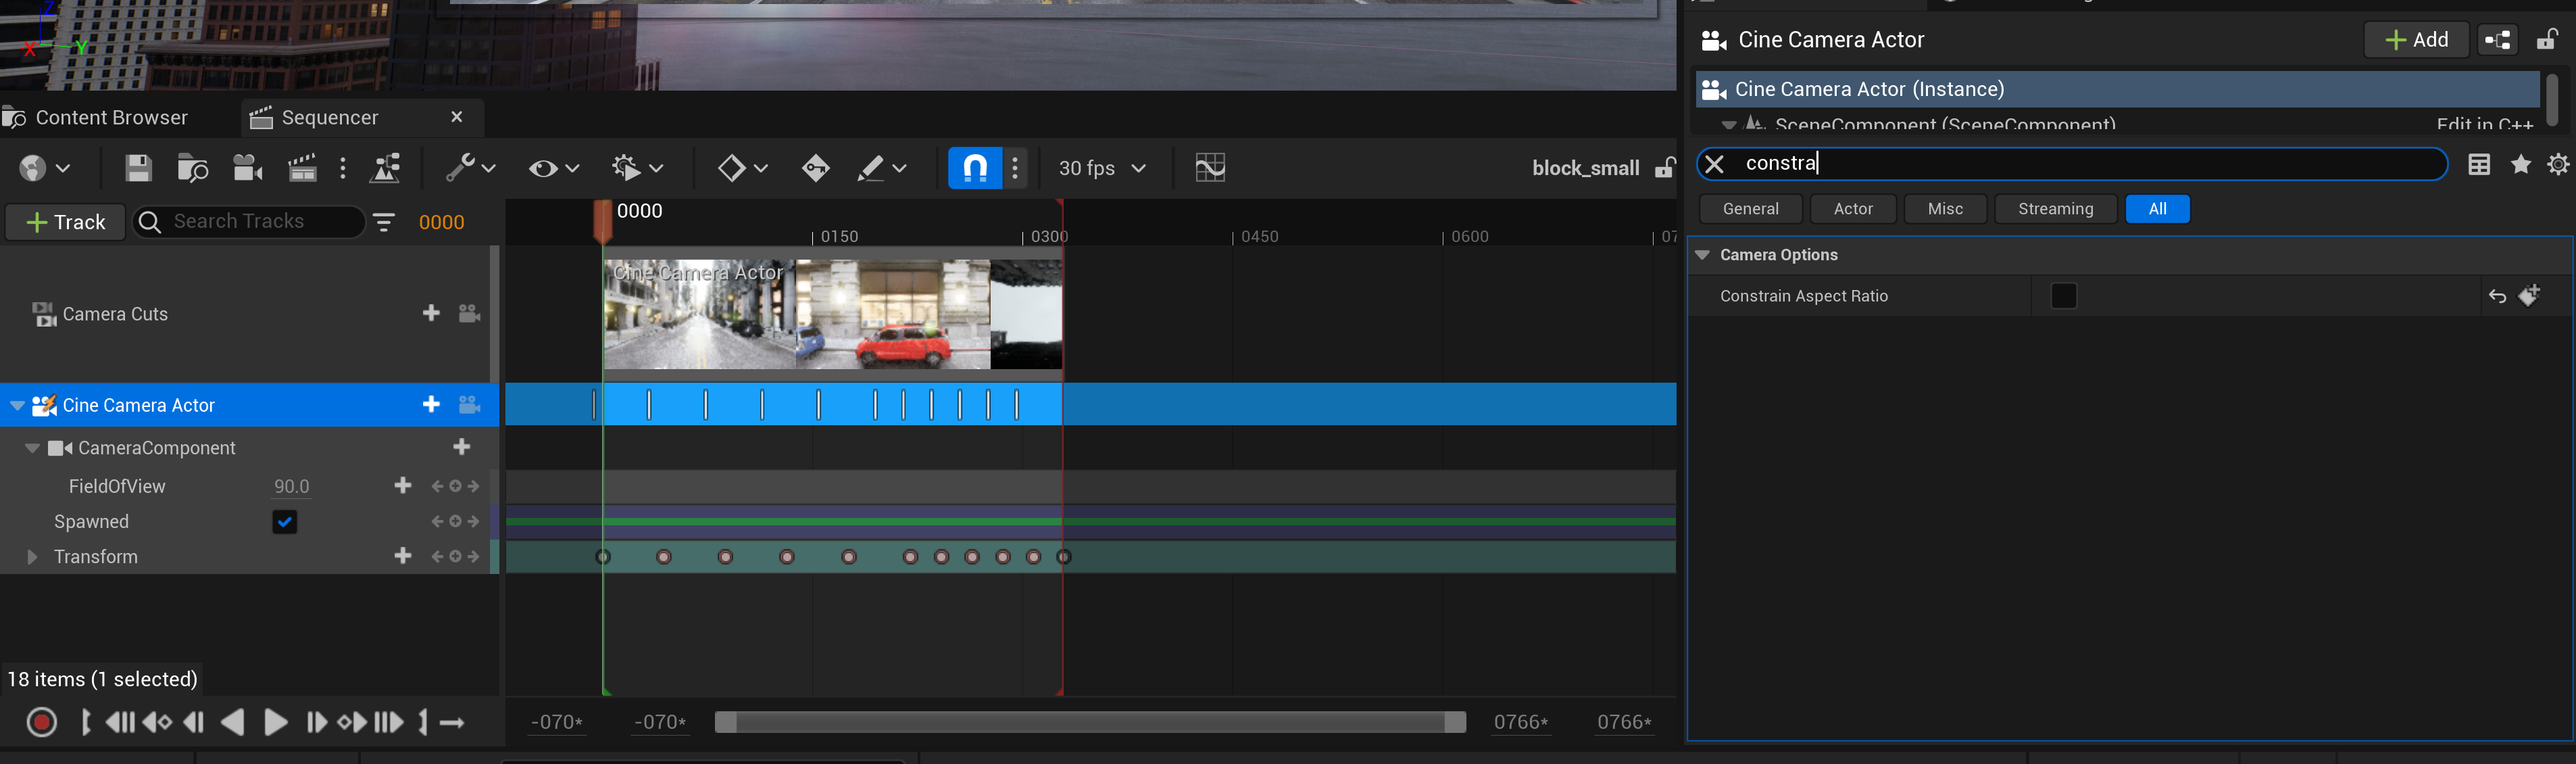 Z
X
Y
Content Browser
Sequencer
30 fps
block_small
Track
Search Tracks
0000
0000
0150
0300
0450
0600
07
Cine Camera Actor
Camera Cuts
Cine Camera Actor
CameraComponent
FieldOfView
90.0
Spawned
Transform
18 items (1 selected)
-070*
-070*
0766*
0766*
Cine Camera Actor
Add
Cine Camera Actor (Instance)
SceneComponent (SceneComponent)
Edit in C++
constra
General
Actor
Misc
Streaming
All
Camera Options
Constrain Aspect Ratio